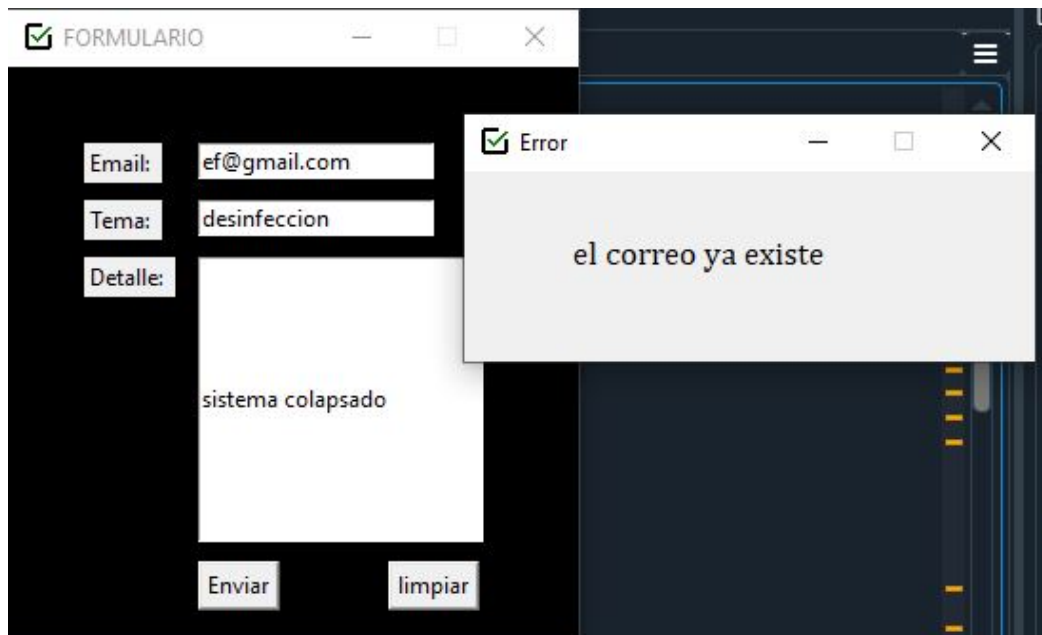 FORMULARIO
Error
Email:
ef@gmail.com
el correo ya existe
Tema:
desinfeccion
Detalle:
sistema colapsado
Enviar
limpiar